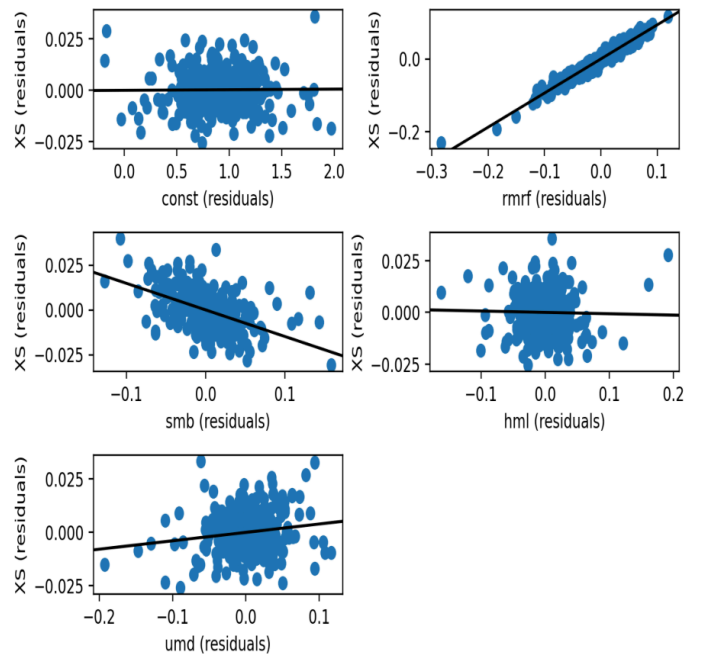 XS (residuals)
0.025
0.000
−0.025
0.0 0.5 1.0 1.5 2.0
const (residuals)
XS (residuals)
0.0
−0.2
−0.3 −0.2 −0.1 0.0 0.1
rmrf (residuals)
XS (residuals)
0.025
0.000
−0.025
−0.1 0.0 0.1
smb (residuals)
XS (residuals)
0.025
0.000
−0.025
−0.1 0.0 0.1 0.2
hml (residuals)
XS (residuals)
0.025
0.000
−0.025
−0.2 −0.1 0.0 0.1
umd (residuals)